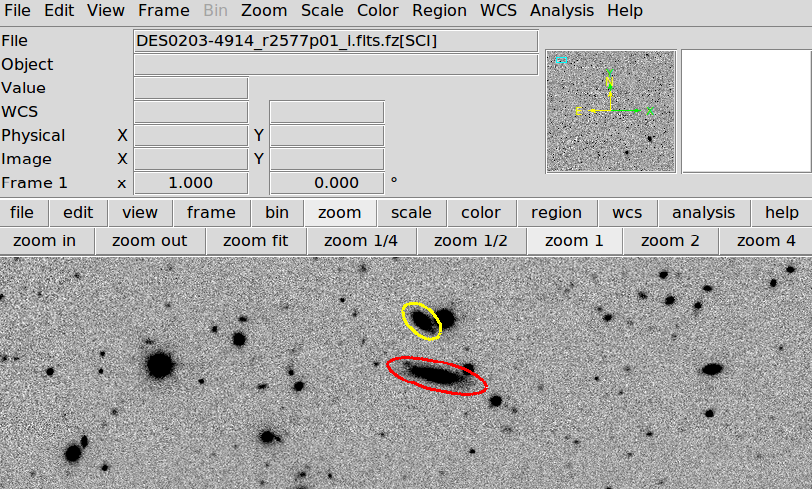 File Edit View Frame Bin Zoom Scale Color Region WCS Analysis Help
File DES0203-4914_r2577p01_i.fits.fz[SCI]
Object
Value
WCS
Physical X Y
Image X Y
Frame 1 x 1.000 0.000 °
N
E
file edit view frame bin zoom scale color region wcs analysis help
zoom in zoom out zoom fit zoom 1/4 zoom 1/2 zoom 1 zoom 2 zoom 4